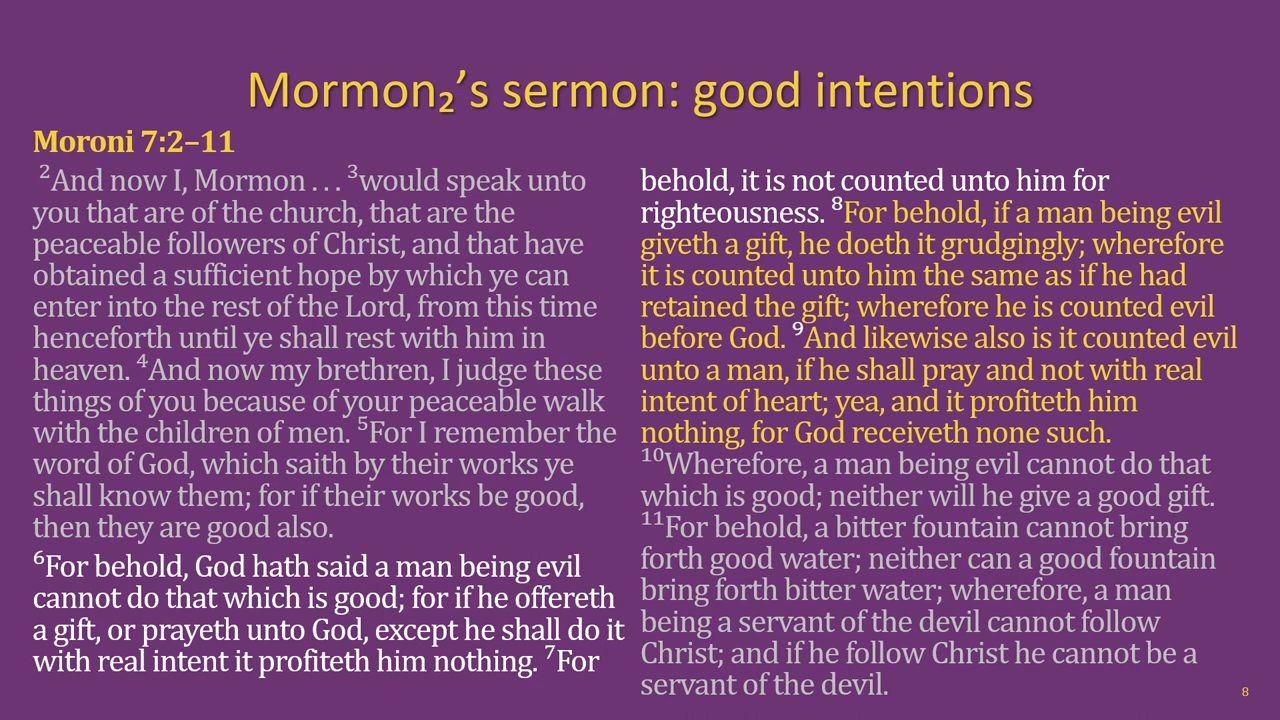 Mormon₂’s sermon: good intentions
Moroni 7:2–11
²And now I, Mormon . . . ³would speak unto
you that are of the church, that are the
peaceable followers of Christ, and that have
obtained a sufficient hope by which ye can
enter into the rest of the Lord, from this time
henceforth until ye shall rest with him in
heaven. ⁴And now my brethren, I judge these
things of you because of your peaceable walk
with the children of men. ⁵For I remember the
word of God, which saith by their works ye
shall know them; for if their works be good,
then they are good also.
⁶For behold, God hath said a man being evil
cannot do that which is good; for if he offereth
a gift, or prayeth unto God, except he shall do it
with real intent it profiteth him nothing. ⁷For
behold, it is not counted unto him for
righteousness. ⁸For behold, if a man being evil
giveth a gift, he doeth it grudgingly; wherefore
it is counted unto him the same as if he had
retained the gift; wherefore he is counted evil
before God. ⁹And likewise also is it counted evil
unto a man, if he shall pray and not with real
intent of heart; yea, and it profiteth him
nothing, for God receiveth none such.
¹⁰Wherefore, a man being evil cannot do that
which is good; neither will he give a good gift.
¹¹For behold, a bitter fountain cannot bring
forth good water; neither can a good fountain
bring forth bitter water; wherefore, a man
being a servant of the devil cannot follow
Christ; and if he follow Christ he cannot be a
servant of the devil.
8